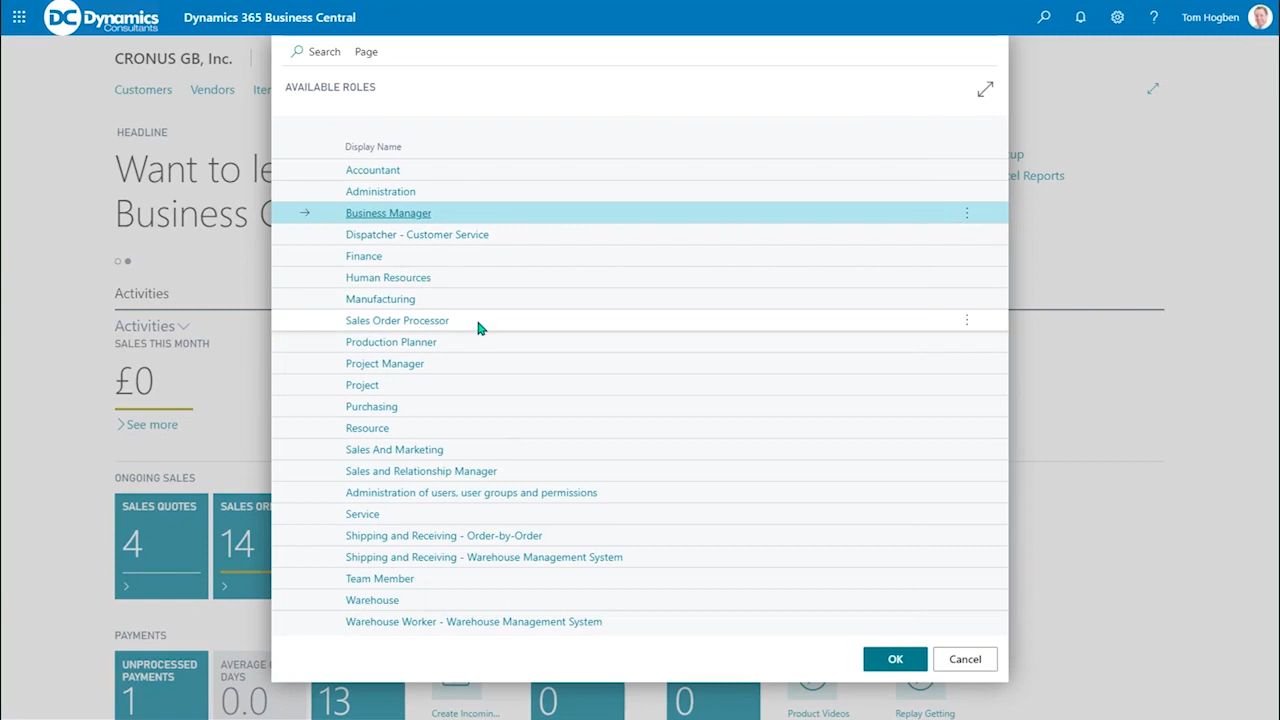 DC Dynamics Consultants
Dynamics 365 Business Central
Tom Hogben
CRONUS GB, Inc.
Customers Vendors
HEADLINE
Want to
Business
Activities
Activities
SALES THIS MONTH
£0
See more
ONGOING SALES
SALES QUOTES
4
SALES
14
PAYMENTS
UNPROCESSED PAYMENTS
1
AVERAGE
DAYS
0.0
13
Create Incomin...
0
0
Product Videos
Replay Getting
Reports
Search Page
AVAILABLE ROLES
Display Name
Accountant
Administration
Business Manager
Dispatcher - Customer Service
Finance
Human Resources
Manufacturing
Sales Order Processor
Production Planner
Project Manager
Project
Purchasing
Resource
Sales And Marketing
Sales and Relationship Manager
Administration of users, user groups and permissions
Service
Shipping and Receiving - Order-by-Order
Shipping and Receiving - Warehouse Management System
Team Member
Warehouse
Warehouse Worker - Warehouse Management System
OK Cancel